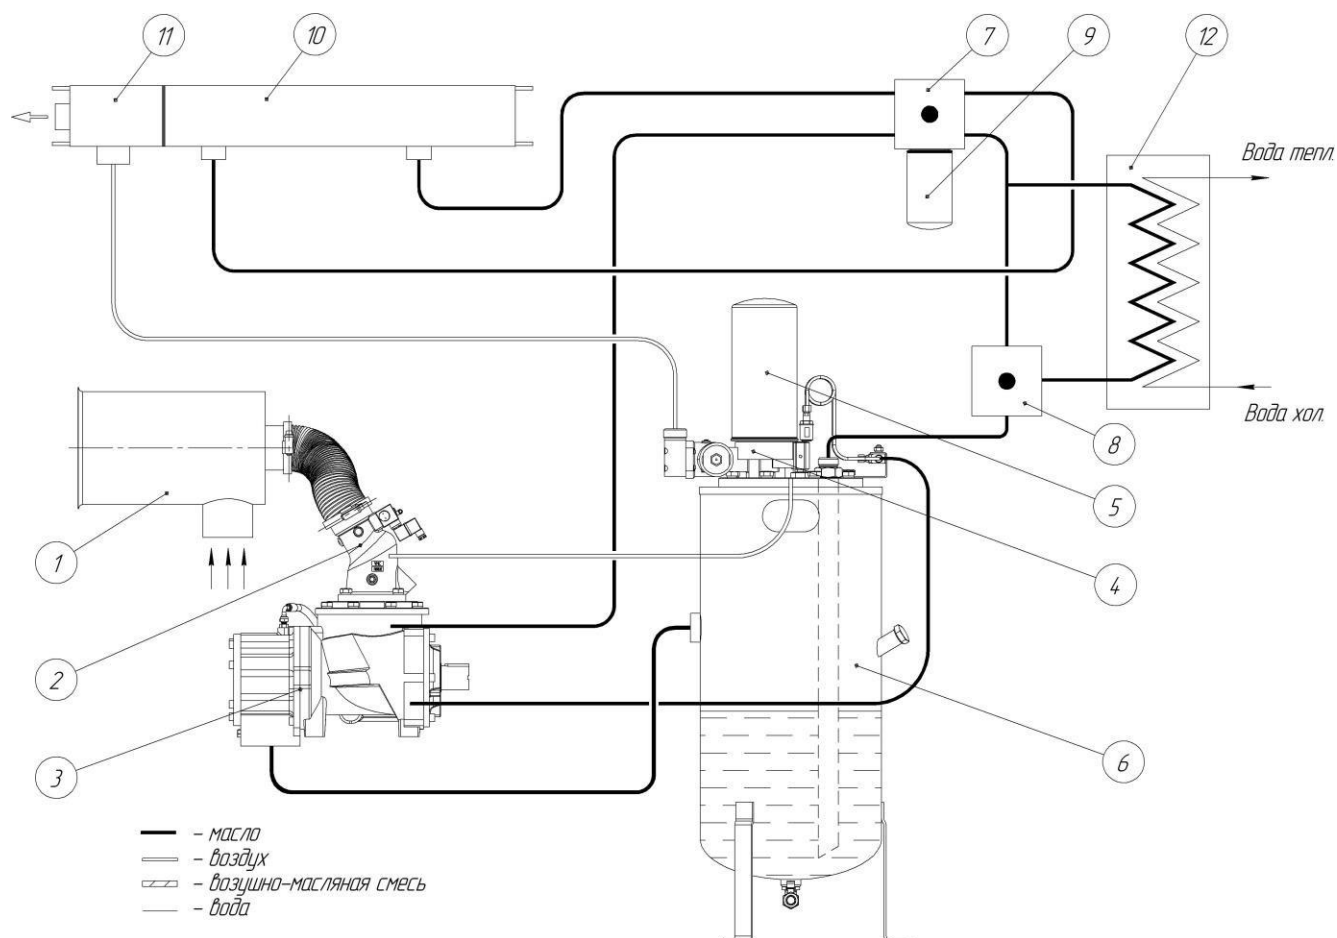 11
10
7
9
12
Вода тепл.
Вода хол.
8
5
4
1
2
3
6
- масло
- воздух
- возушно-масляная смесь
- вода